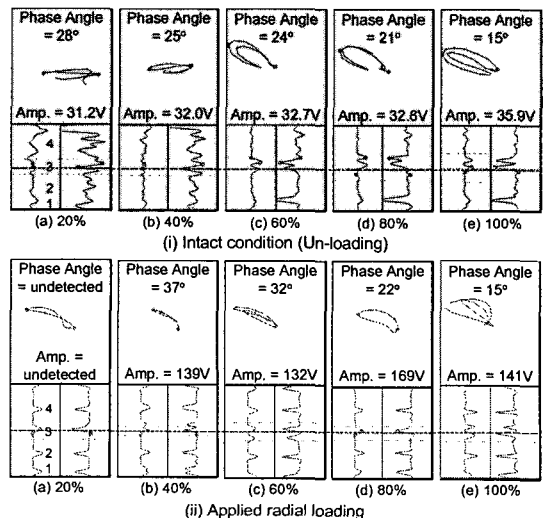 Phase Angle = 28°
Amp. = 31.2V
4
3
2
1
(a) 20%
Phase Angle = 25°
Amp. = 32.0V
(b) 40%
Phase Angle = 24°
Amp. = 32.7V
(c) 60%
Phase Angle = 21°
Amp. = 32.8V
(d) 80%
Phase Angle = 15°
Amp. = 35.9V
(e) 100%
(i) Intact condition (Un-loading)
Phase Angle = undetected
Amp. = undetected
4
3
2
1
(a) 20%
Phase Angle = 37°
Amp. = 139V
(b) 40%
Phase Angle = 32°
Amp. = 132V
(c) 60%
Phase Angle = 22°
Amp. = 169V
(d) 80%
Phase Angle = 15°
Amp. = 141V
(e) 100%
(ii) Applied radial loading